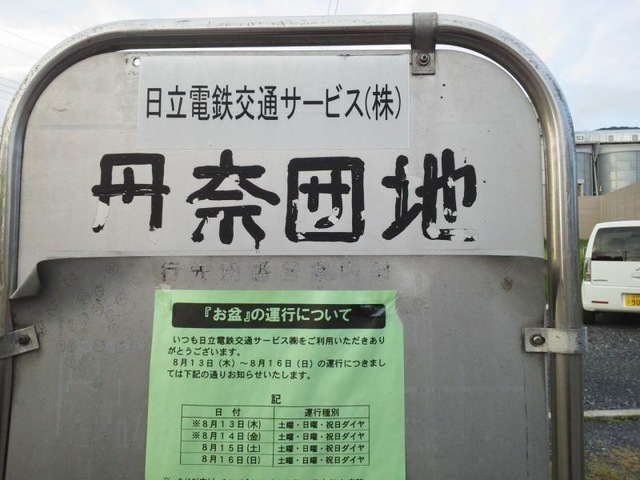 日立電鉄交通サービス(株)
丹奈団地
『お盆』の運行について
いつも日立電鉄交通サービス㈱をご利用いただきあり
がとうございます。
8月13日(木)～8月16日(日)の運行につきまし
ては下記の通りお知らせいたします。
記
日 付 運行種別
※8月13日(木) 土曜・日曜・祝日ダイヤ
※8月14日(金) 土曜・日曜・祝日ダイヤ
8月15日(土) 土曜・日曜・祝日ダイヤ
8月16日(日) 土曜・日曜・祝日ダイヤ